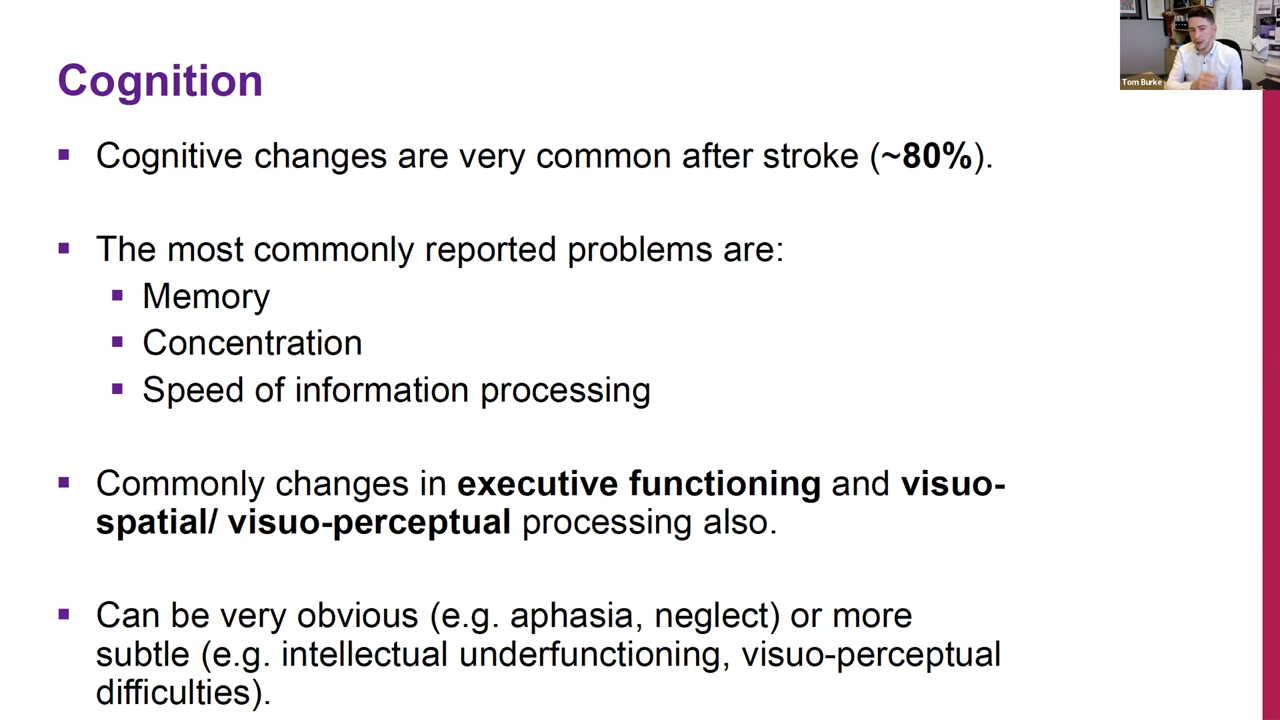 Cognition
Tom Burke
▪ Cognitive changes are very common after stroke (~80%).
▪ The most commonly reported problems are:
▪ Memory
▪ Concentration
▪ Speed of information processing
▪ Commonly changes in executive functioning and visuo-
spatial/ visuo-perceptual processing also.
▪ Can be very obvious (e.g. aphasia, neglect) or more
subtle (e.g. intellectual underfunctioning, visuo-perceptual
difficulties).